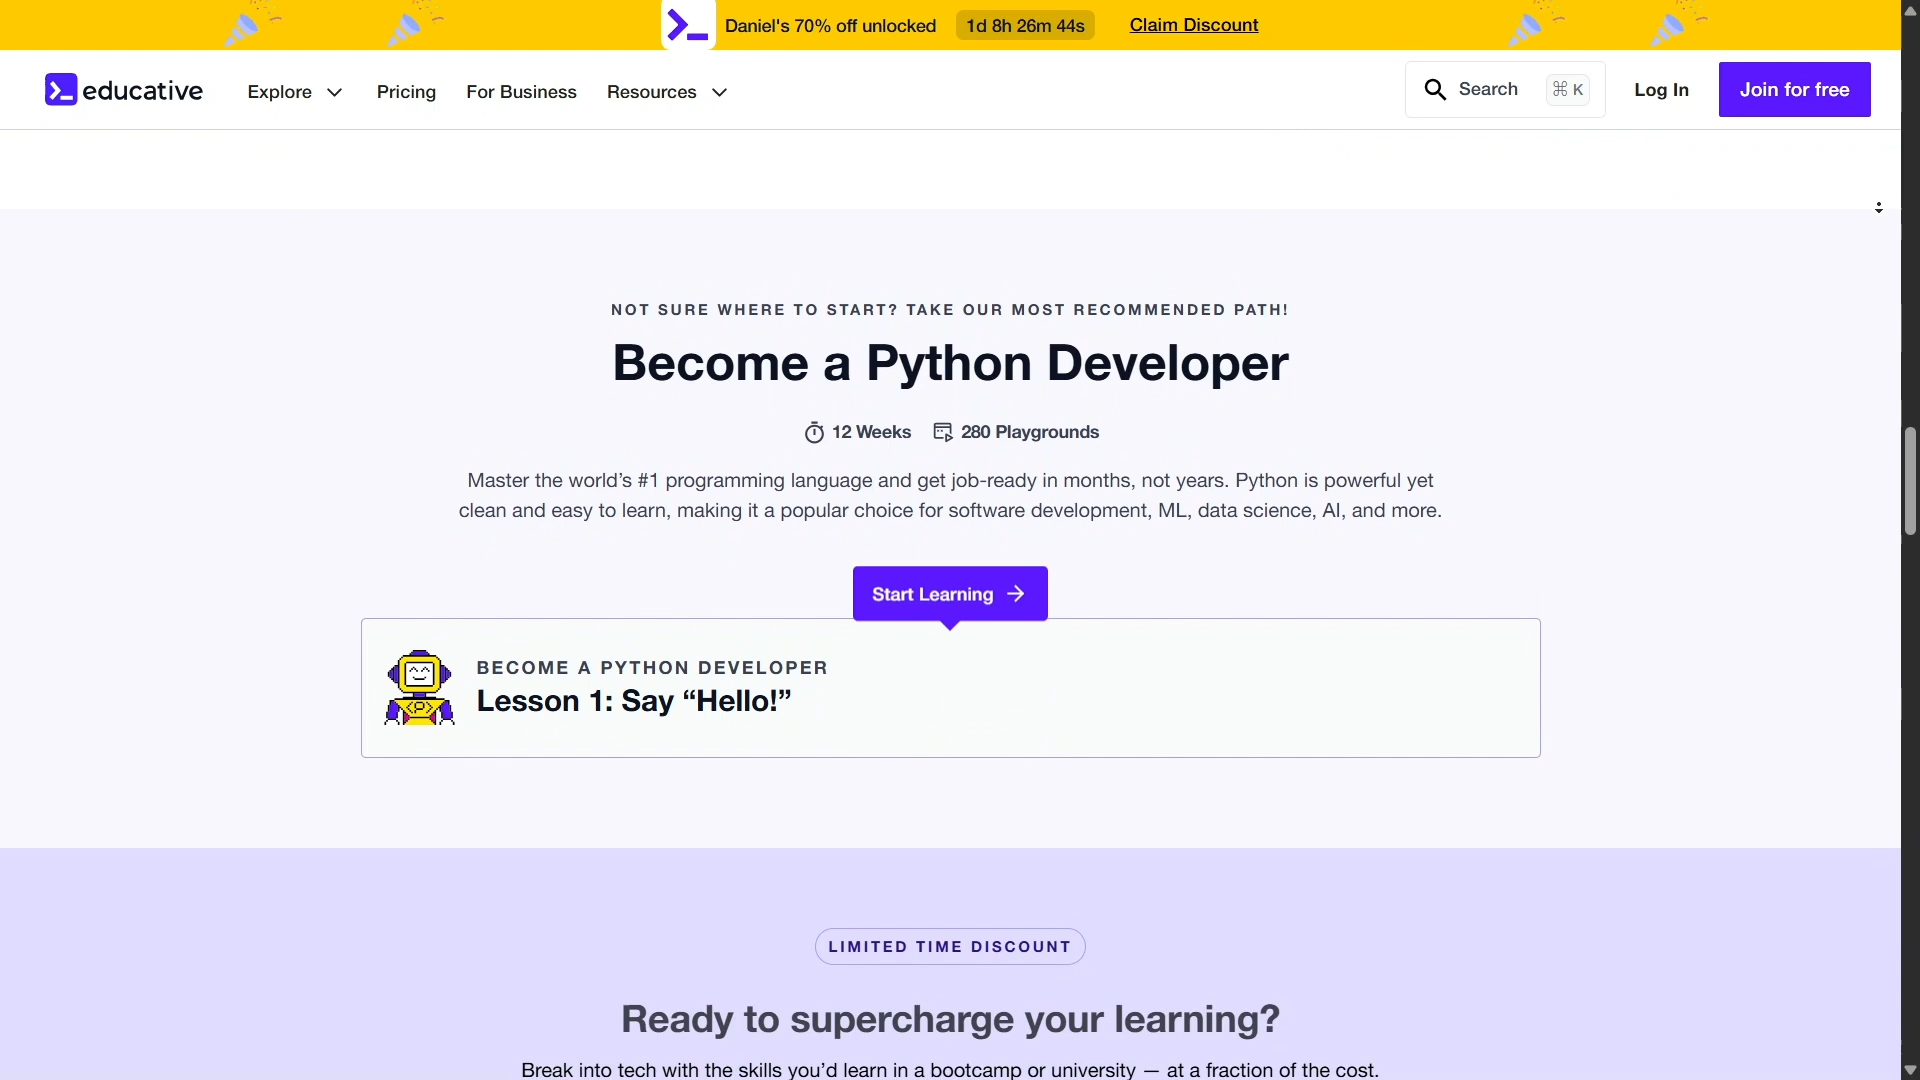 Daniel's 70% off unlocked 1d 8h 26m 44s Claim Discount
educative Explore Pricing For Business Resources Search ⌘ K Log In Join for free
NOT SURE WHERE TO START? TAKE OUR MOST RECOMMENDED PATH!
Become a Python Developer
12 Weeks 280 Playgrounds
Master the world’s #1 programming language and get job-ready in months, not years. Python is powerful yet
clean and easy to learn, making it a popular choice for software development, ML, data science, AI, and more.
Start Learning
BECOME A PYTHON DEVELOPER
Lesson 1: Say “Hello!”
LIMITED TIME DISCOUNT
Ready to supercharge your learning?
Break into tech with the skills you’d learn in a bootcamp or university — at a fraction of the cost.